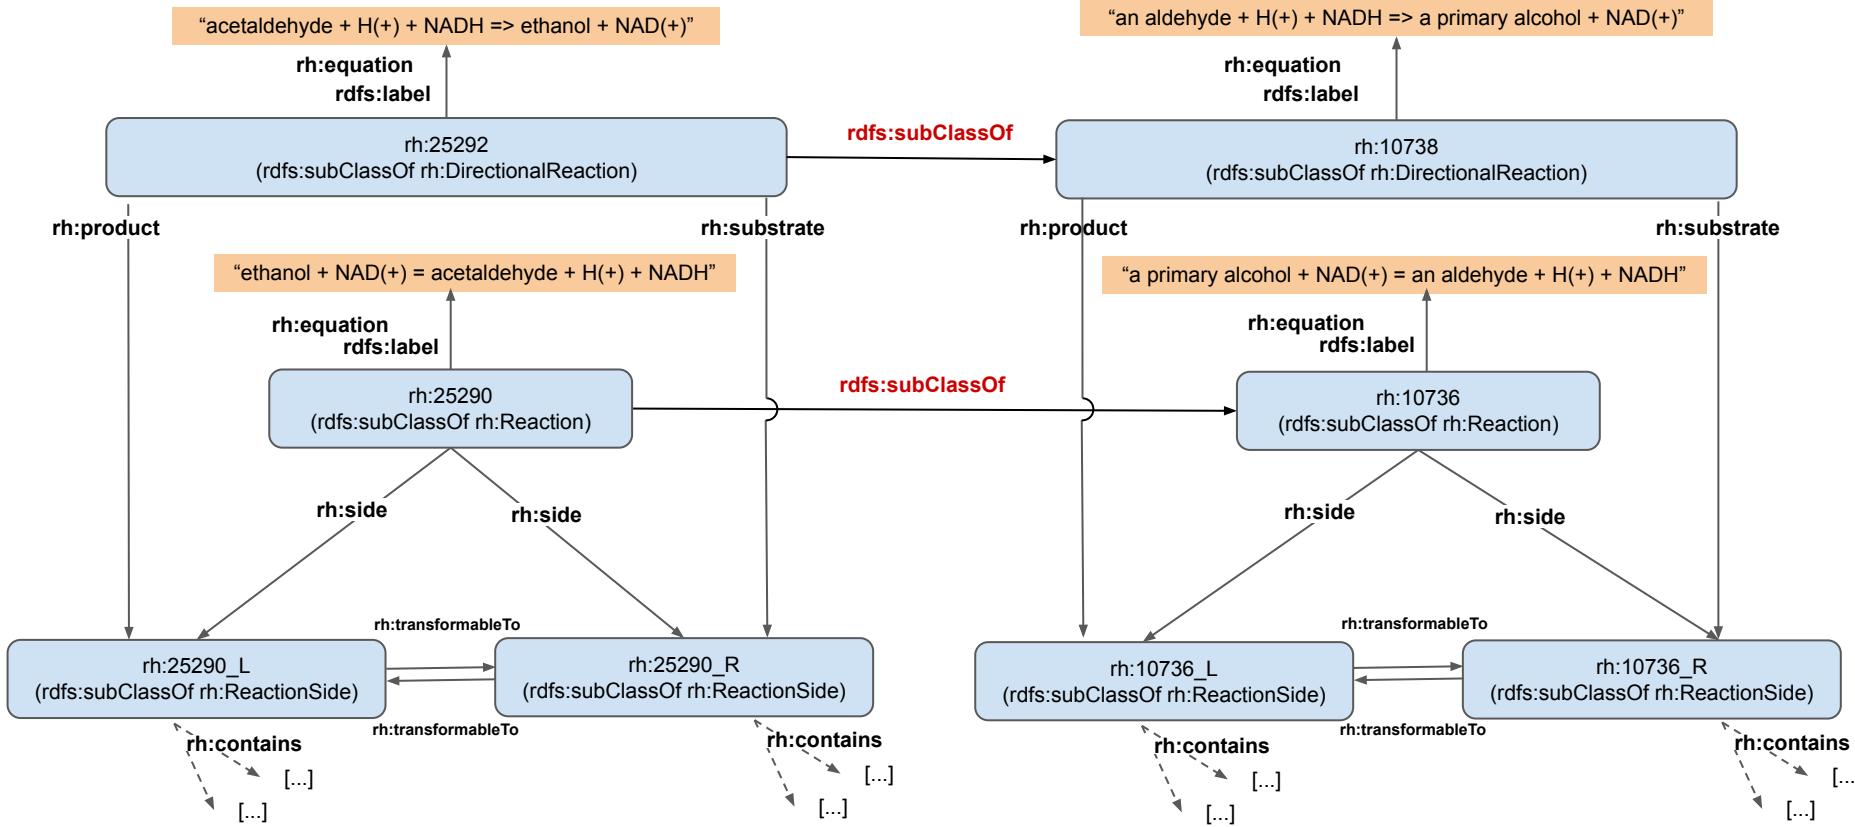 “acetaldehyde + H(+) + NADH => ethanol + NAD(+)”
“an aldehyde + H(+) + NADH => a primary alcohol + NAD(+)”
rh:equation
rdfs:label
rh:equation
rdfs:label
rh:25292
(rdfs:subClassOf rh:DirectionalReaction)
rdfs:subClassOf
rh:10738
(rdfs:subClassOf rh:DirectionalReaction)
rh:product
rh:substrate
rh:product
rh:substrate
“ethanol + NAD(+) = acetaldehyde + H(+) + NADH”
“a primary alcohol + NAD(+) = an aldehyde + H(+) + NADH”
rh:equation
rdfs:label
rh:equation
rdfs:label
rh:25290
(rdfs:subClassOf rh:Reaction)
rdfs:subClassOf
rh:10736
(rdfs:subClassOf rh:Reaction)
rh:side
rh:side
rh:side
rh:side
rh:25290_L
(rdfs:subClassOf rh:ReactionSide)
rh:transformableTo
rh:transformableTo
rh:25290_R
(rdfs:subClassOf rh:ReactionSide)
rh:10736_L
(rdfs:subClassOf rh:ReactionSide)
rh:transformableTo
rh:transformableTo
rh:10736_R
(rdfs:subClassOf rh:ReactionSide)
rh:contains
[...]
[...]
rh:contains
[...]
[...]
rh:contains
[...]
[...]
rh:contains
[...
[...]